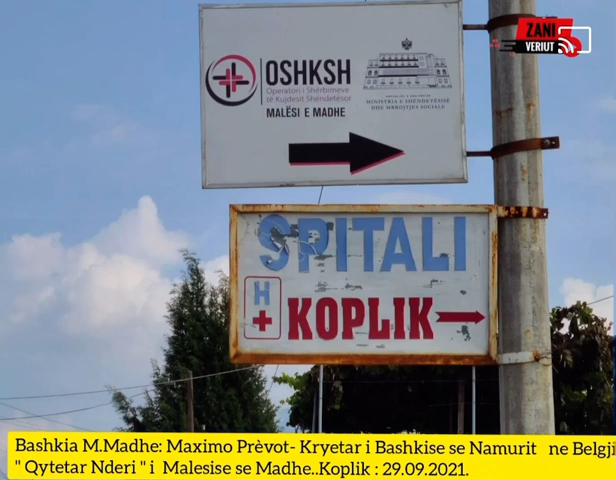 ZANI
VERIUT
5
OSHKSH
Operatori i Shërbimeve
të Kujdesit Shëndetësor
MALËSI E MADHE
MINISTRIA E SHËNDETËSISË
DHE MBROJTJES SOCIALE
SPITALI
H
KOPLIK
Bashkia M.Madhe: Maximo Prèvot- Kryetar i Bashkise se Namurit ne Belgji
" Qytetar Nderi " i Malesise se Madhe..Koplik : 29.09.2021.